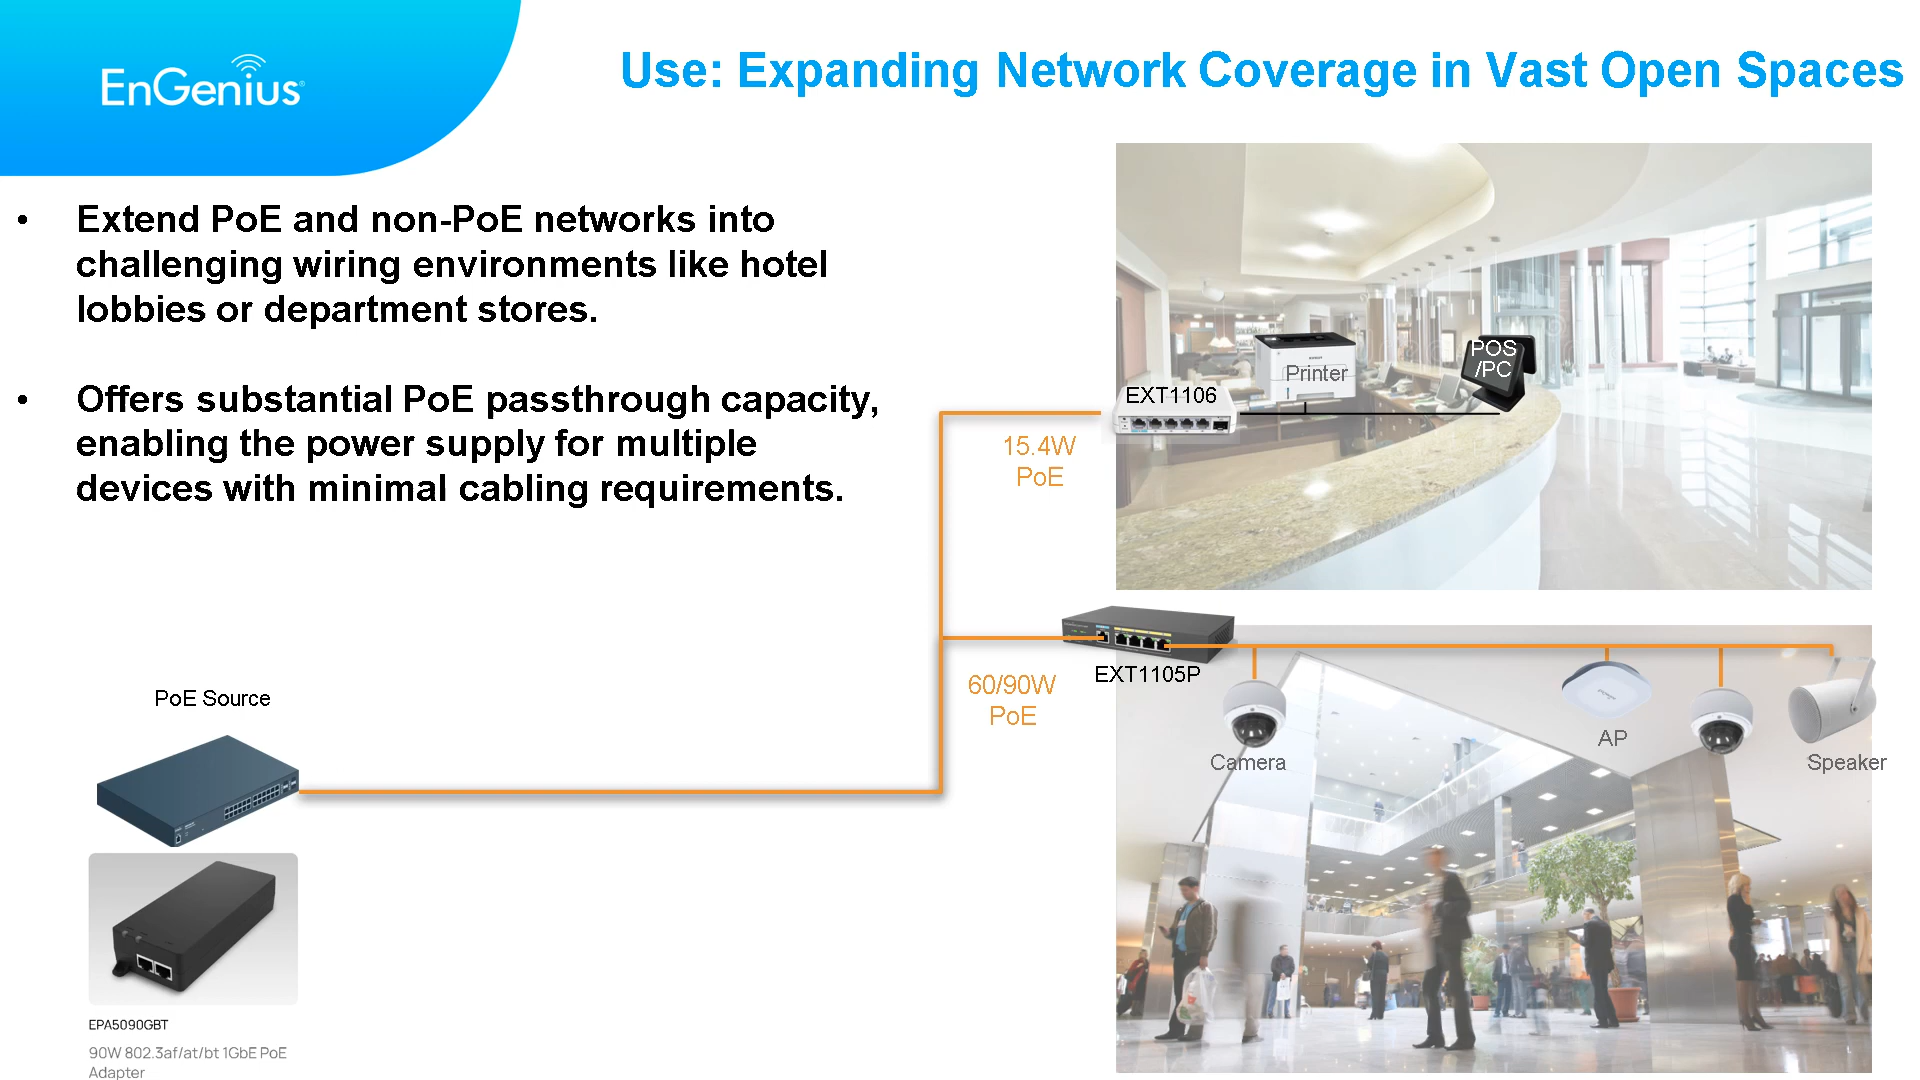 EnGenius
Use: Expanding Network Coverage in Vast Open Spaces
• Extend PoE and non-PoE networks into
challenging wiring environments like hotel
lobbies or department stores.
• Offers substantial PoE passthrough capacity,
enabling the power supply for multiple
devices with minimal cabling requirements.
Printer
POS
/PC
EXT1106
15.4W
PoE
60/90W
PoE
EXT1105P
Camera
AP
Speaker
PoE Source
EPA5090GBT
90W 802.3af/at/bt 1GbE PoE
Adapter